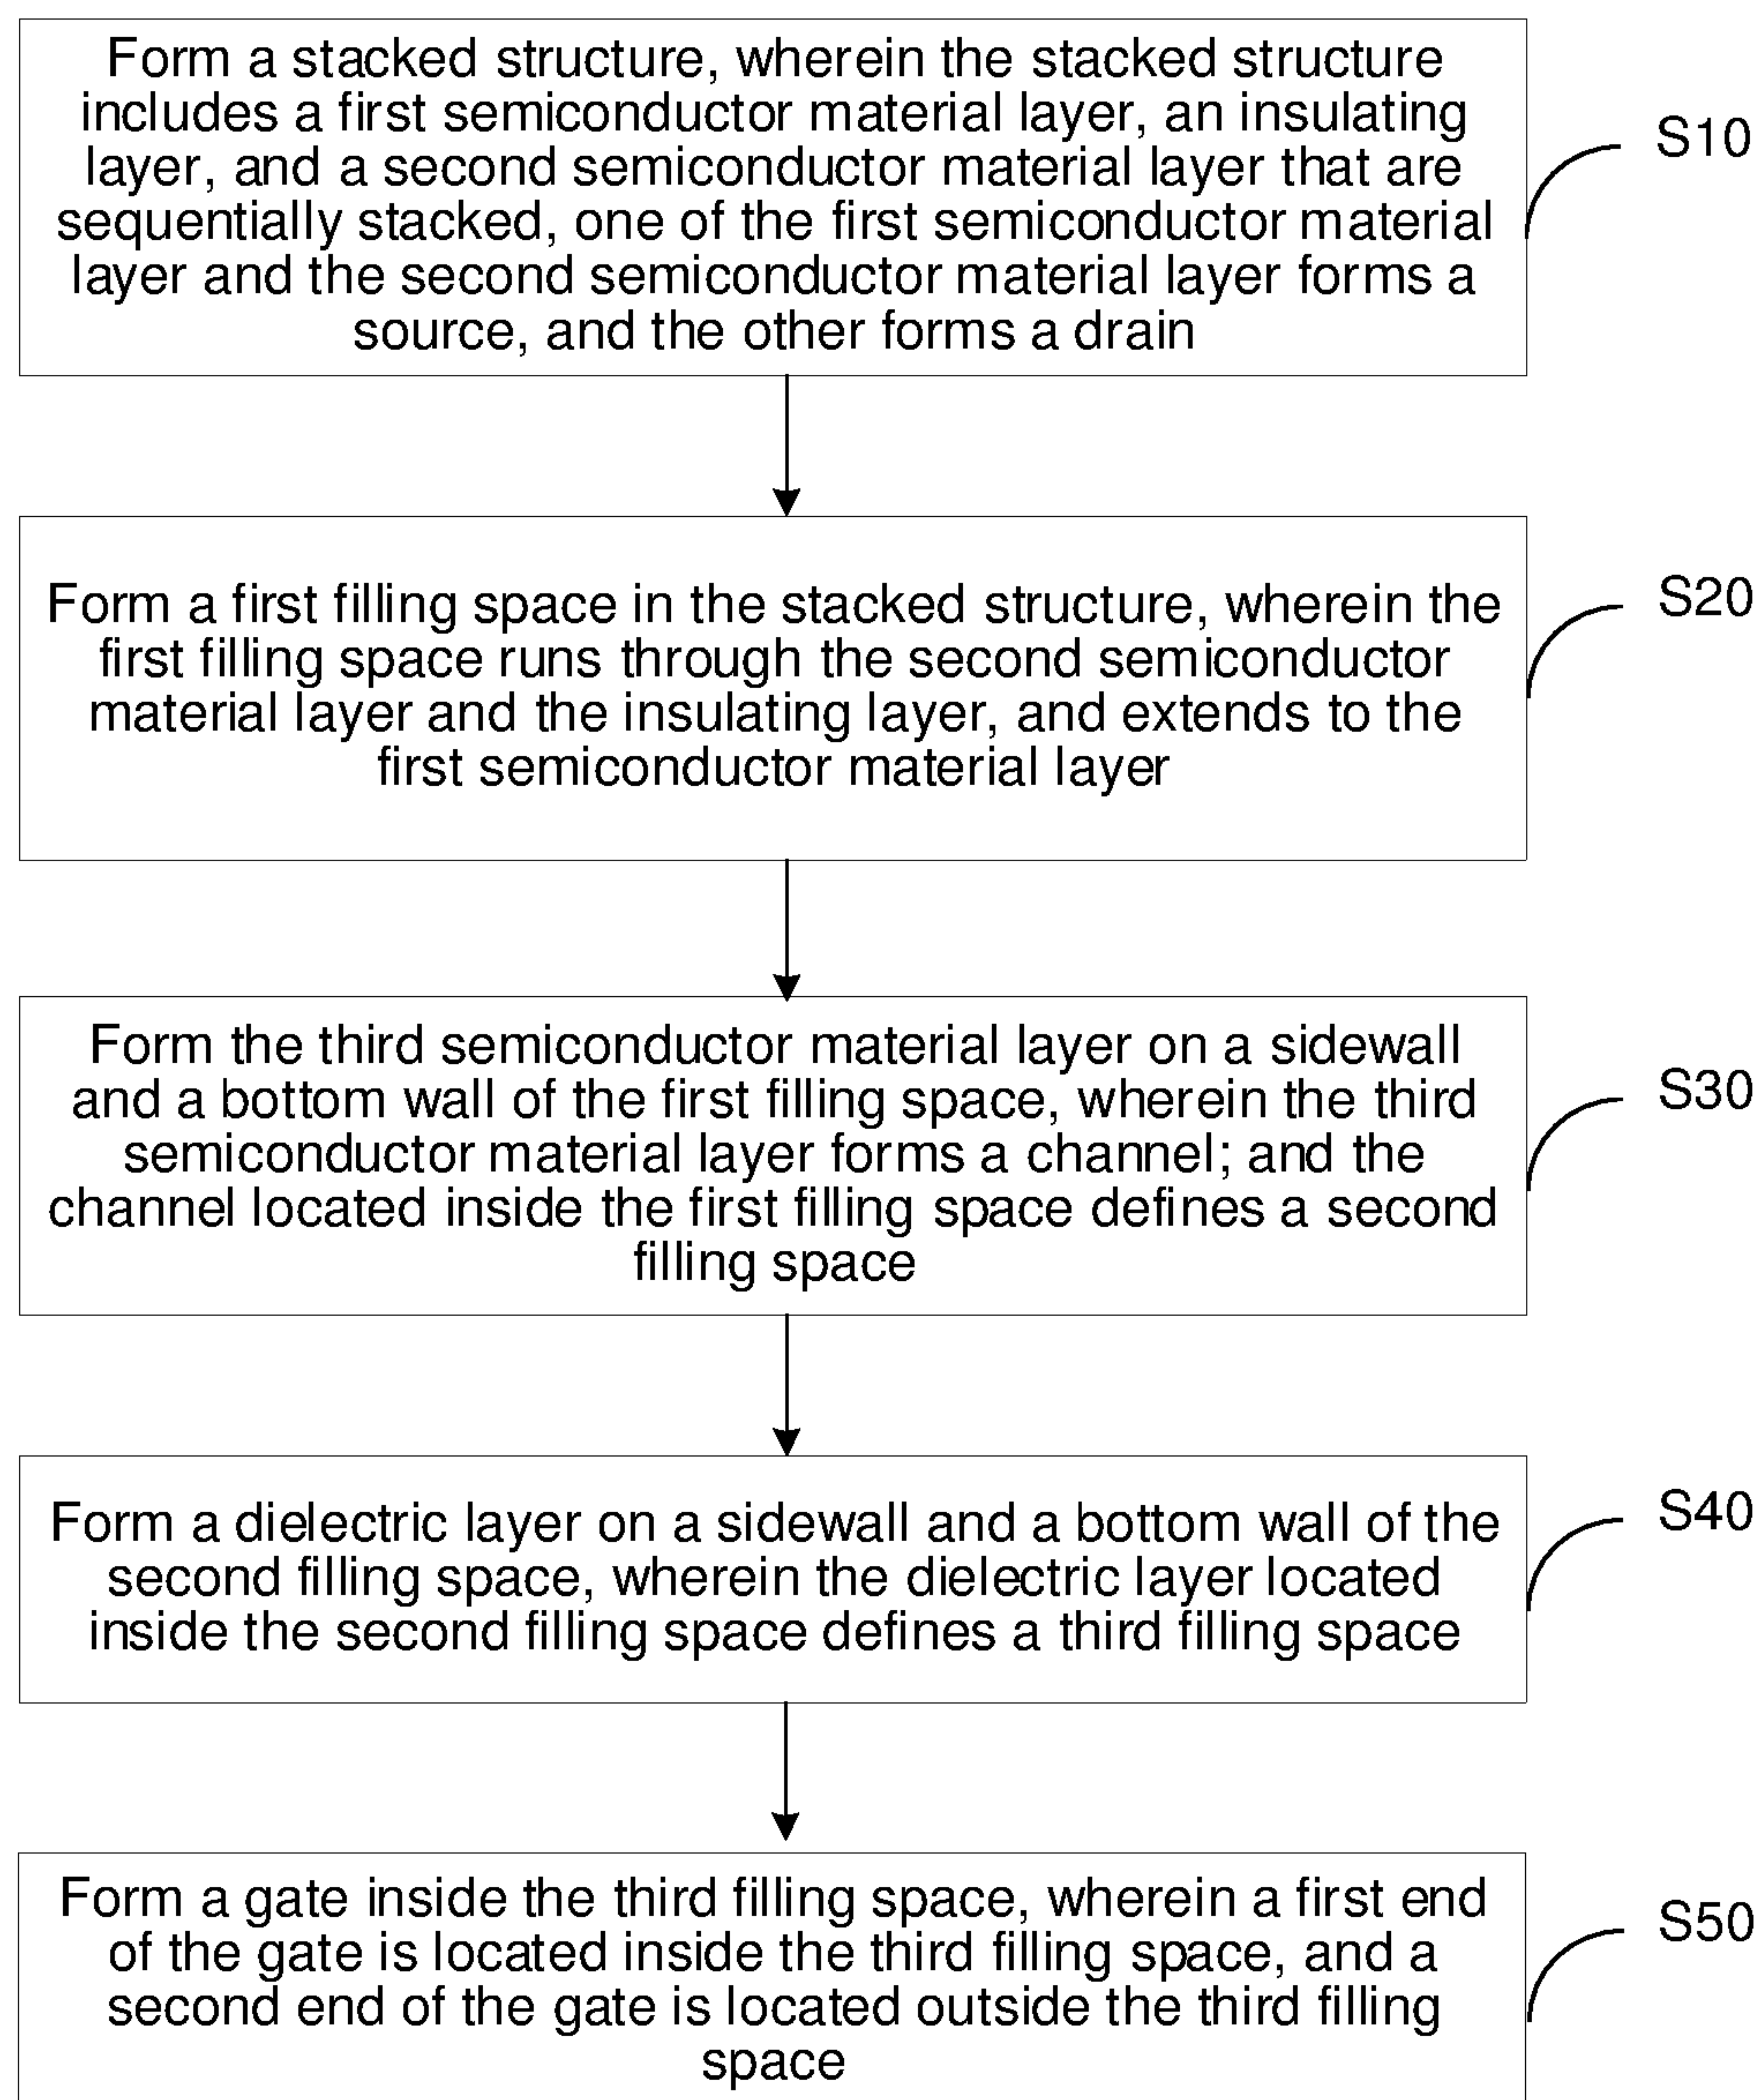 Form a stacked structure, wherein the stacked structure
includes a first semiconductor material layer, an insulating
layer, and a second semiconductor material layer that are
sequentially stacked, one of the first semiconductor material
layer and the second semiconductor material layer forms a
source, and the other forms a drain
S10
Form a first filling space in the stacked structure, wherein the
first filling space runs through the second semiconductor
material layer and the insulating layer, and extends to the
first semiconductor material layer
S20
Form the third semiconductor material layer on a sidewall
and a bottom wall of the first filling space, wherein the third
semiconductor material layer forms a channel; and the
channel located inside the first filling space defines a second
filling space
S30
Form a dielectric layer on a sidewall and a bottom wall of the
second filling space, wherein the dielectric layer located
inside the second filling space defines a third filling space
S40
Form a gate inside the third filling space, wherein a first end
of the gate is located inside the third filling space, and a
second end of the gate is located outside the third filling
space
S50